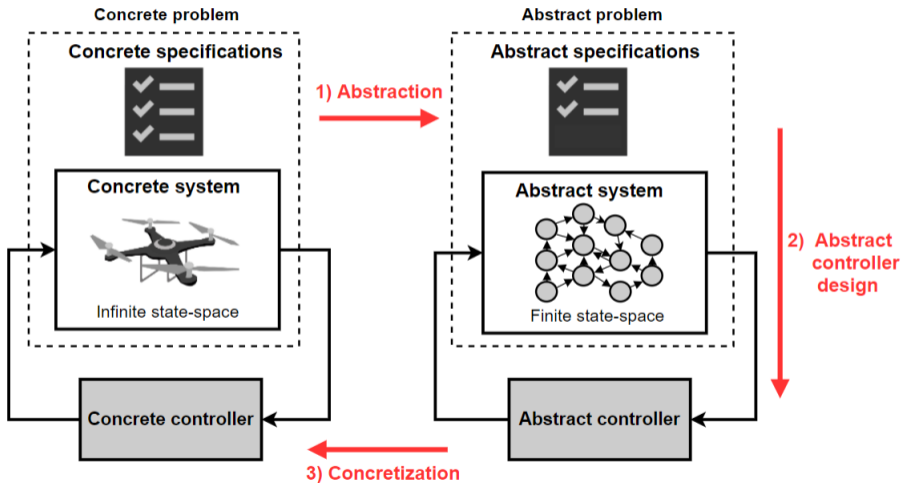 Concrete problem
Concrete specifications
Concrete system
Infinite state-space
Concrete controller
1) Abstraction
Abstract problem
Abstract specifications
Abstract system
Finite state-space
Abstract controller
2) Abstract
controller
design
3) Concretization